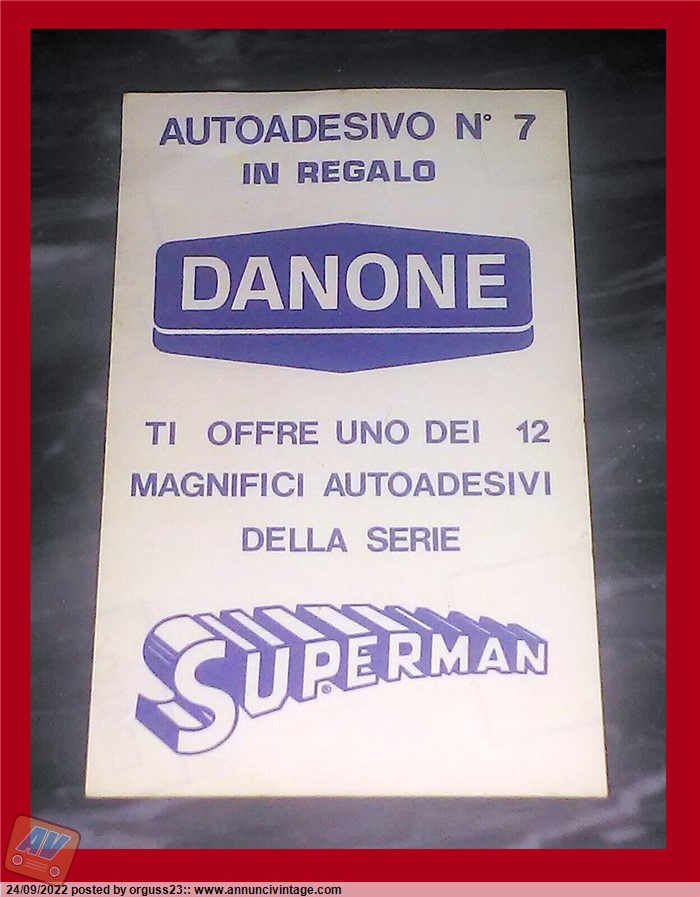 AUTOADESIVO N° 7
IN REGALO
DANONE
TI OFFRE UNO DEI 12
MAGNIFICI AUTOADESIVI
DELLA SERIE
SUPERMAN
®
AV
24/09/2022 posted by orguss23:: www.annuncivintage.com